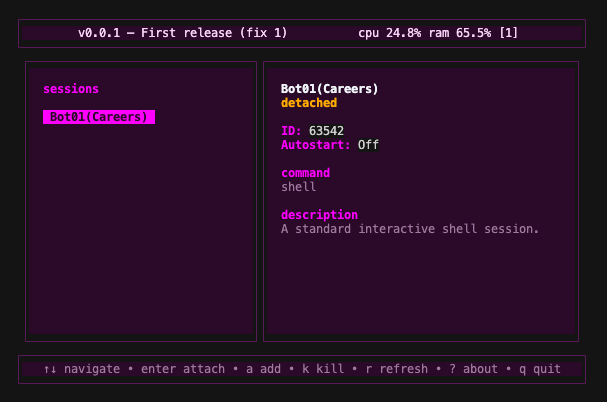 v0.0.1 – First release (fix 1) cpu 24.8% ram 65.5% [1]
sessions
Bot01(Careers)
Bot01(Careers)
detached
ID: 63542
Autostart: Off
command
shell
description
A standard interactive shell session.
↑↓ navigate • enter attach • a add • k kill • r refresh • ? about • q quit